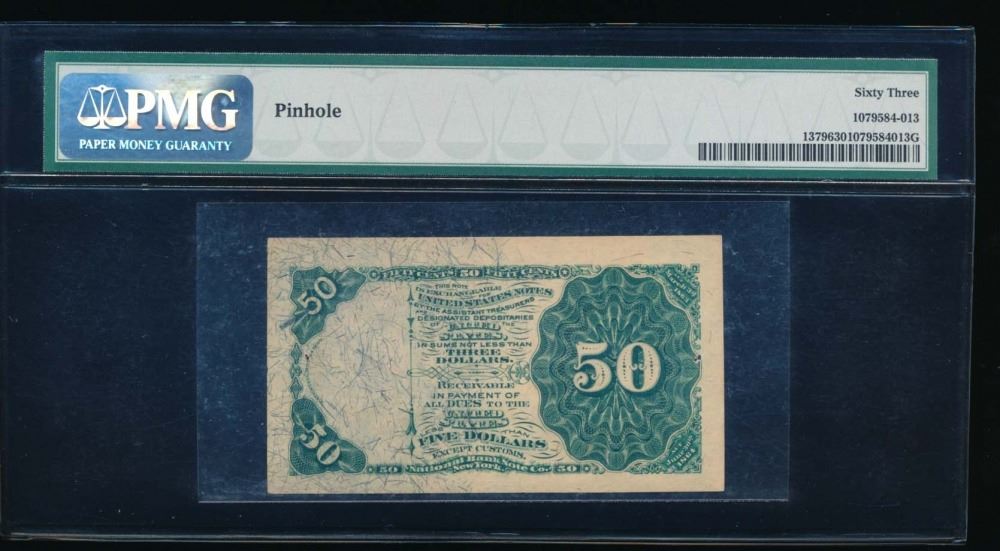 PMG
PAPER MONEY GUARANTY
Pinhole
Sixty Three
1079584-013
13796301079584013G
FIFTY CENTS 50 FIFTY CENTS
50
THIS NOTE
IS EXCHANGEABLE FOR
UNITED STATES NOTES
BY THE ASSISTANT TREASURERS
AND DESIGNATED DEPOSITARIES
OF THE UNITED
STATES,
IN SUMS NOT LESS THAN
THREE
DOLLARS.
RECEIVABLE
IN PAYMENT OF
ALL DUES TO THE
UNITED
STATES
LESS THAN
FIVE DOLLARS
EXCEPT CUSTOMS.
50
50
50 National Bank Note Co. 50
New York